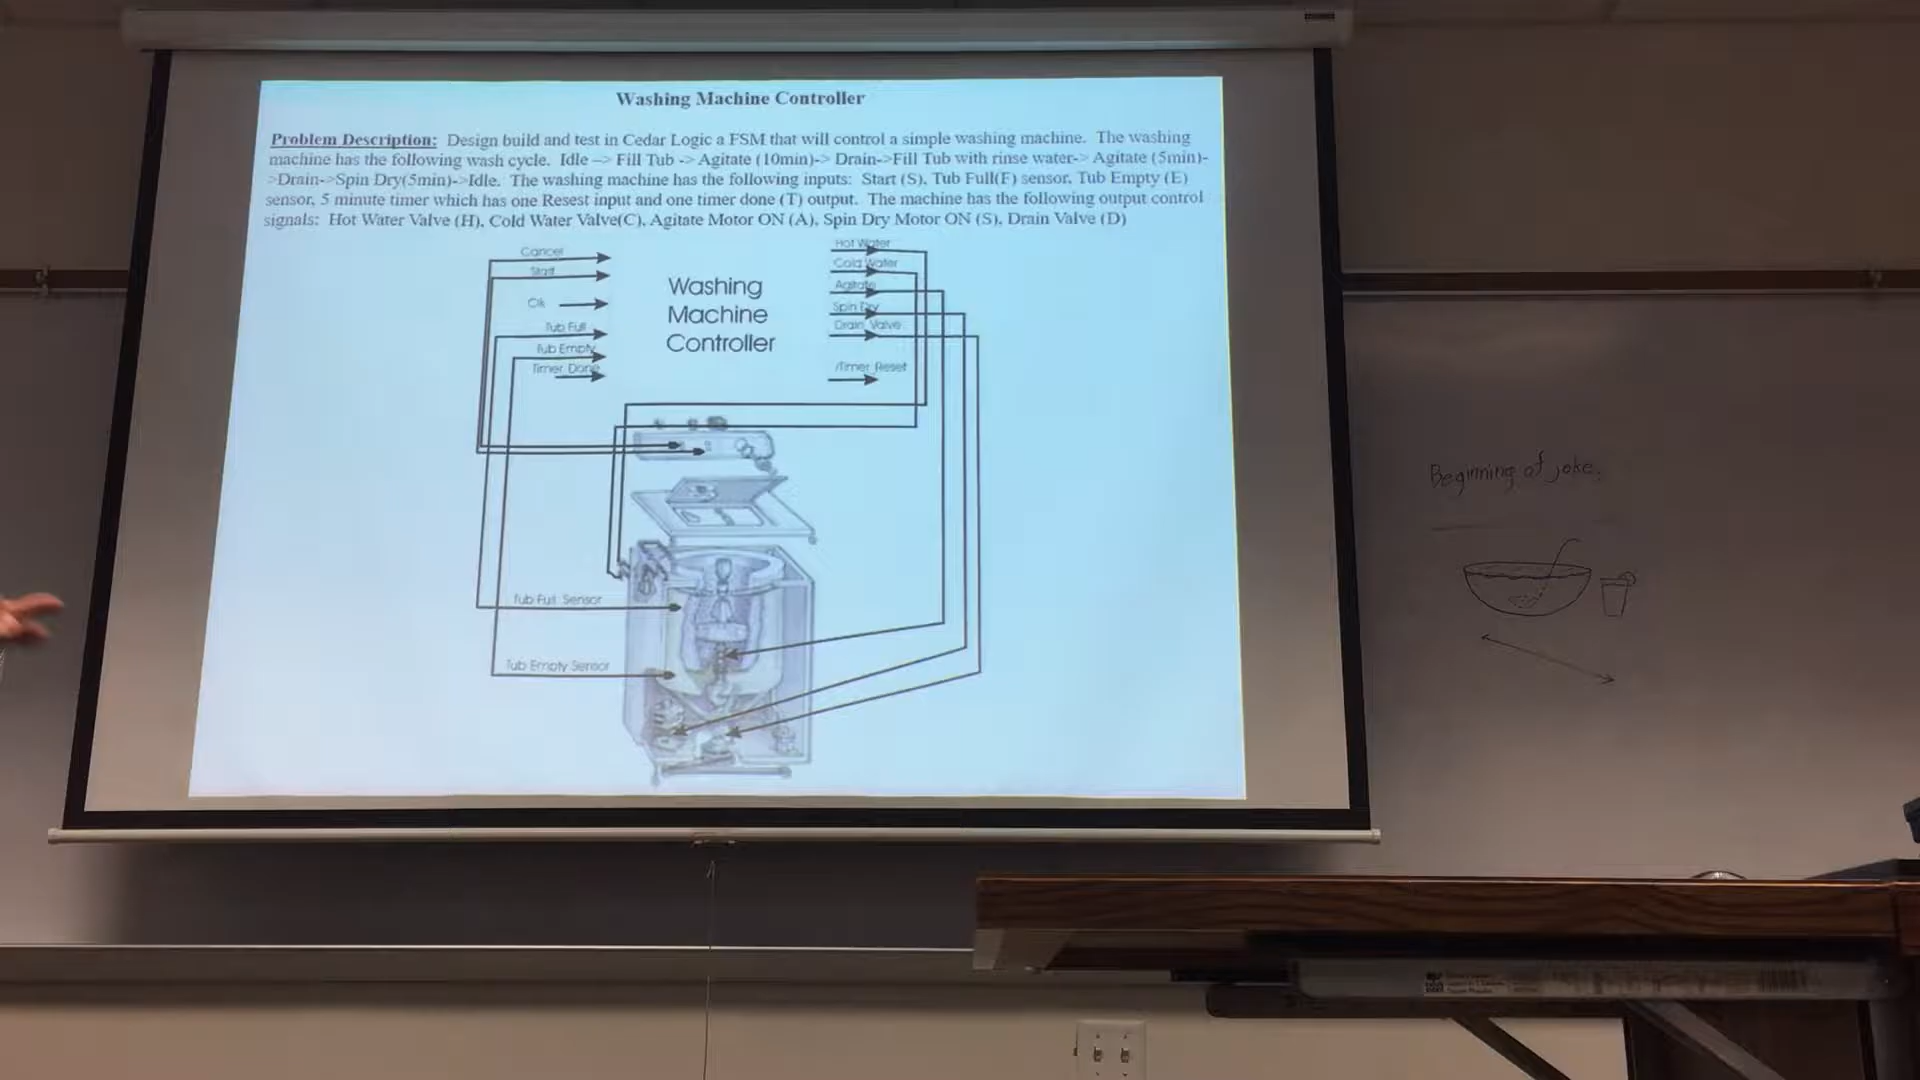 Washing Machine Controller
Problem Description: Design build and test in Cedar Logic a FSM that will control a simple washing machine. The washing
machine has the following wash cycle. Idle –> Fill Tub -> Agitate (10min)-> Drain->Fill Tub with rinse water-> Agitate (5min)-
>Drain->Spin Dry(5min)->Idle. The washing machine has the following inputs: Start (S), Tub Full(F) sensor, Tub Empty (E)
sensor, 5 minute timer which has one Resest input and one timer done (T) output. The machine has the following output control
signals: Hot Water Valve (H), Cold Water Valve(C), Agitate Motor ON (A), Spin Dry Motor ON (S), Drain Valve (D)
Cancel
Start
Clk
Tub Full
Tub Empty
Timer Done
Washing
Machine
Controller
Hot Water
Cold Water
Agitate
Spin Dry
Drain Valve
/Timer Reset
Tub Full Sensor
Tub Empty Sensor
Beginning of joke.